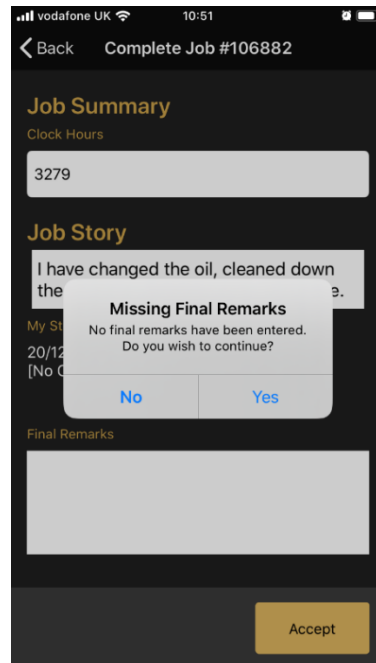 vodafone UK 10:51
Back Complete Job #106882
Job Summary
Clock Hours
3279
Job Story
I have changed the oil, cleaned down
the
Missing Final Remarks
No final remarks have been entered.
Do you wish to continue?
No Yes
My St
20/12
[No
Final Remarks
Accept